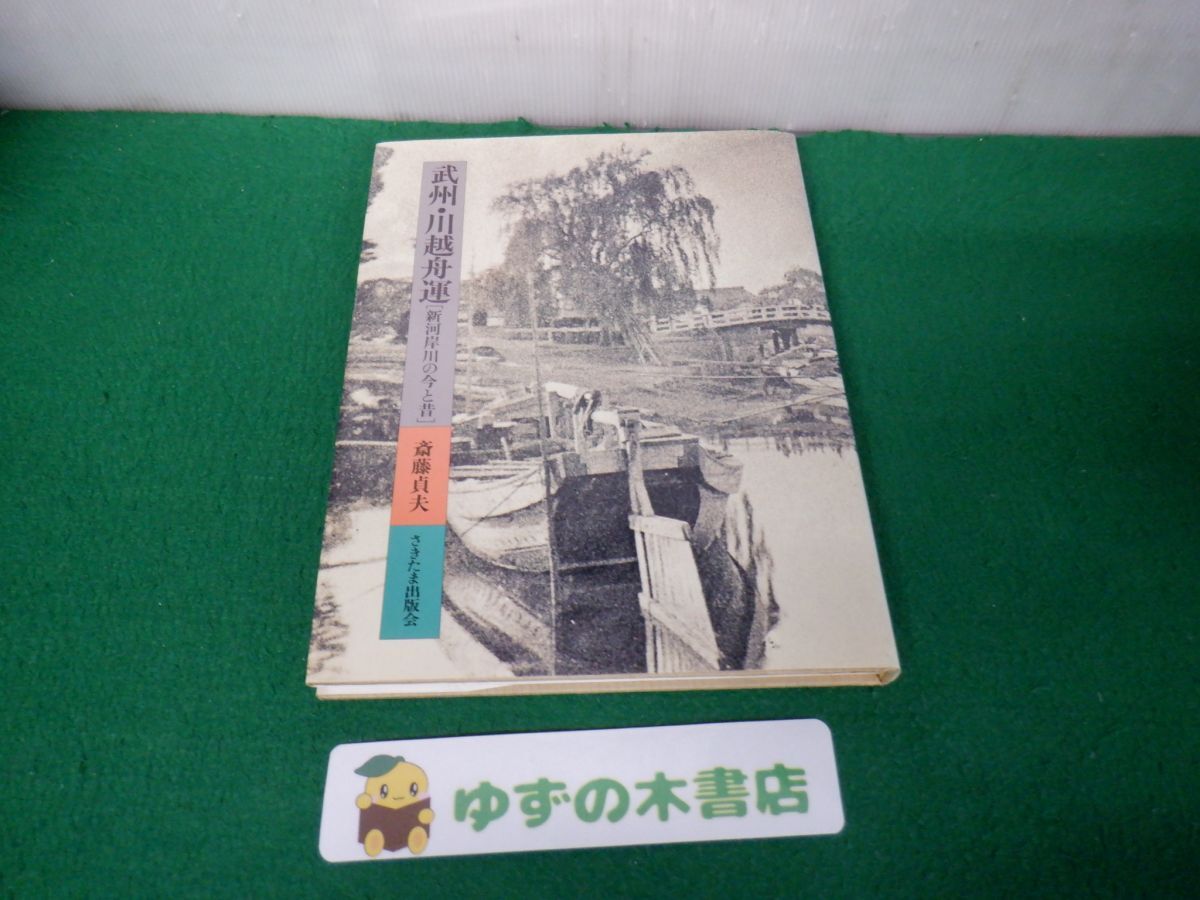 武州・川越舟運
[新河岸川の今と昔]
斎藤貞夫
さきたま出版会
ゆずの木書店